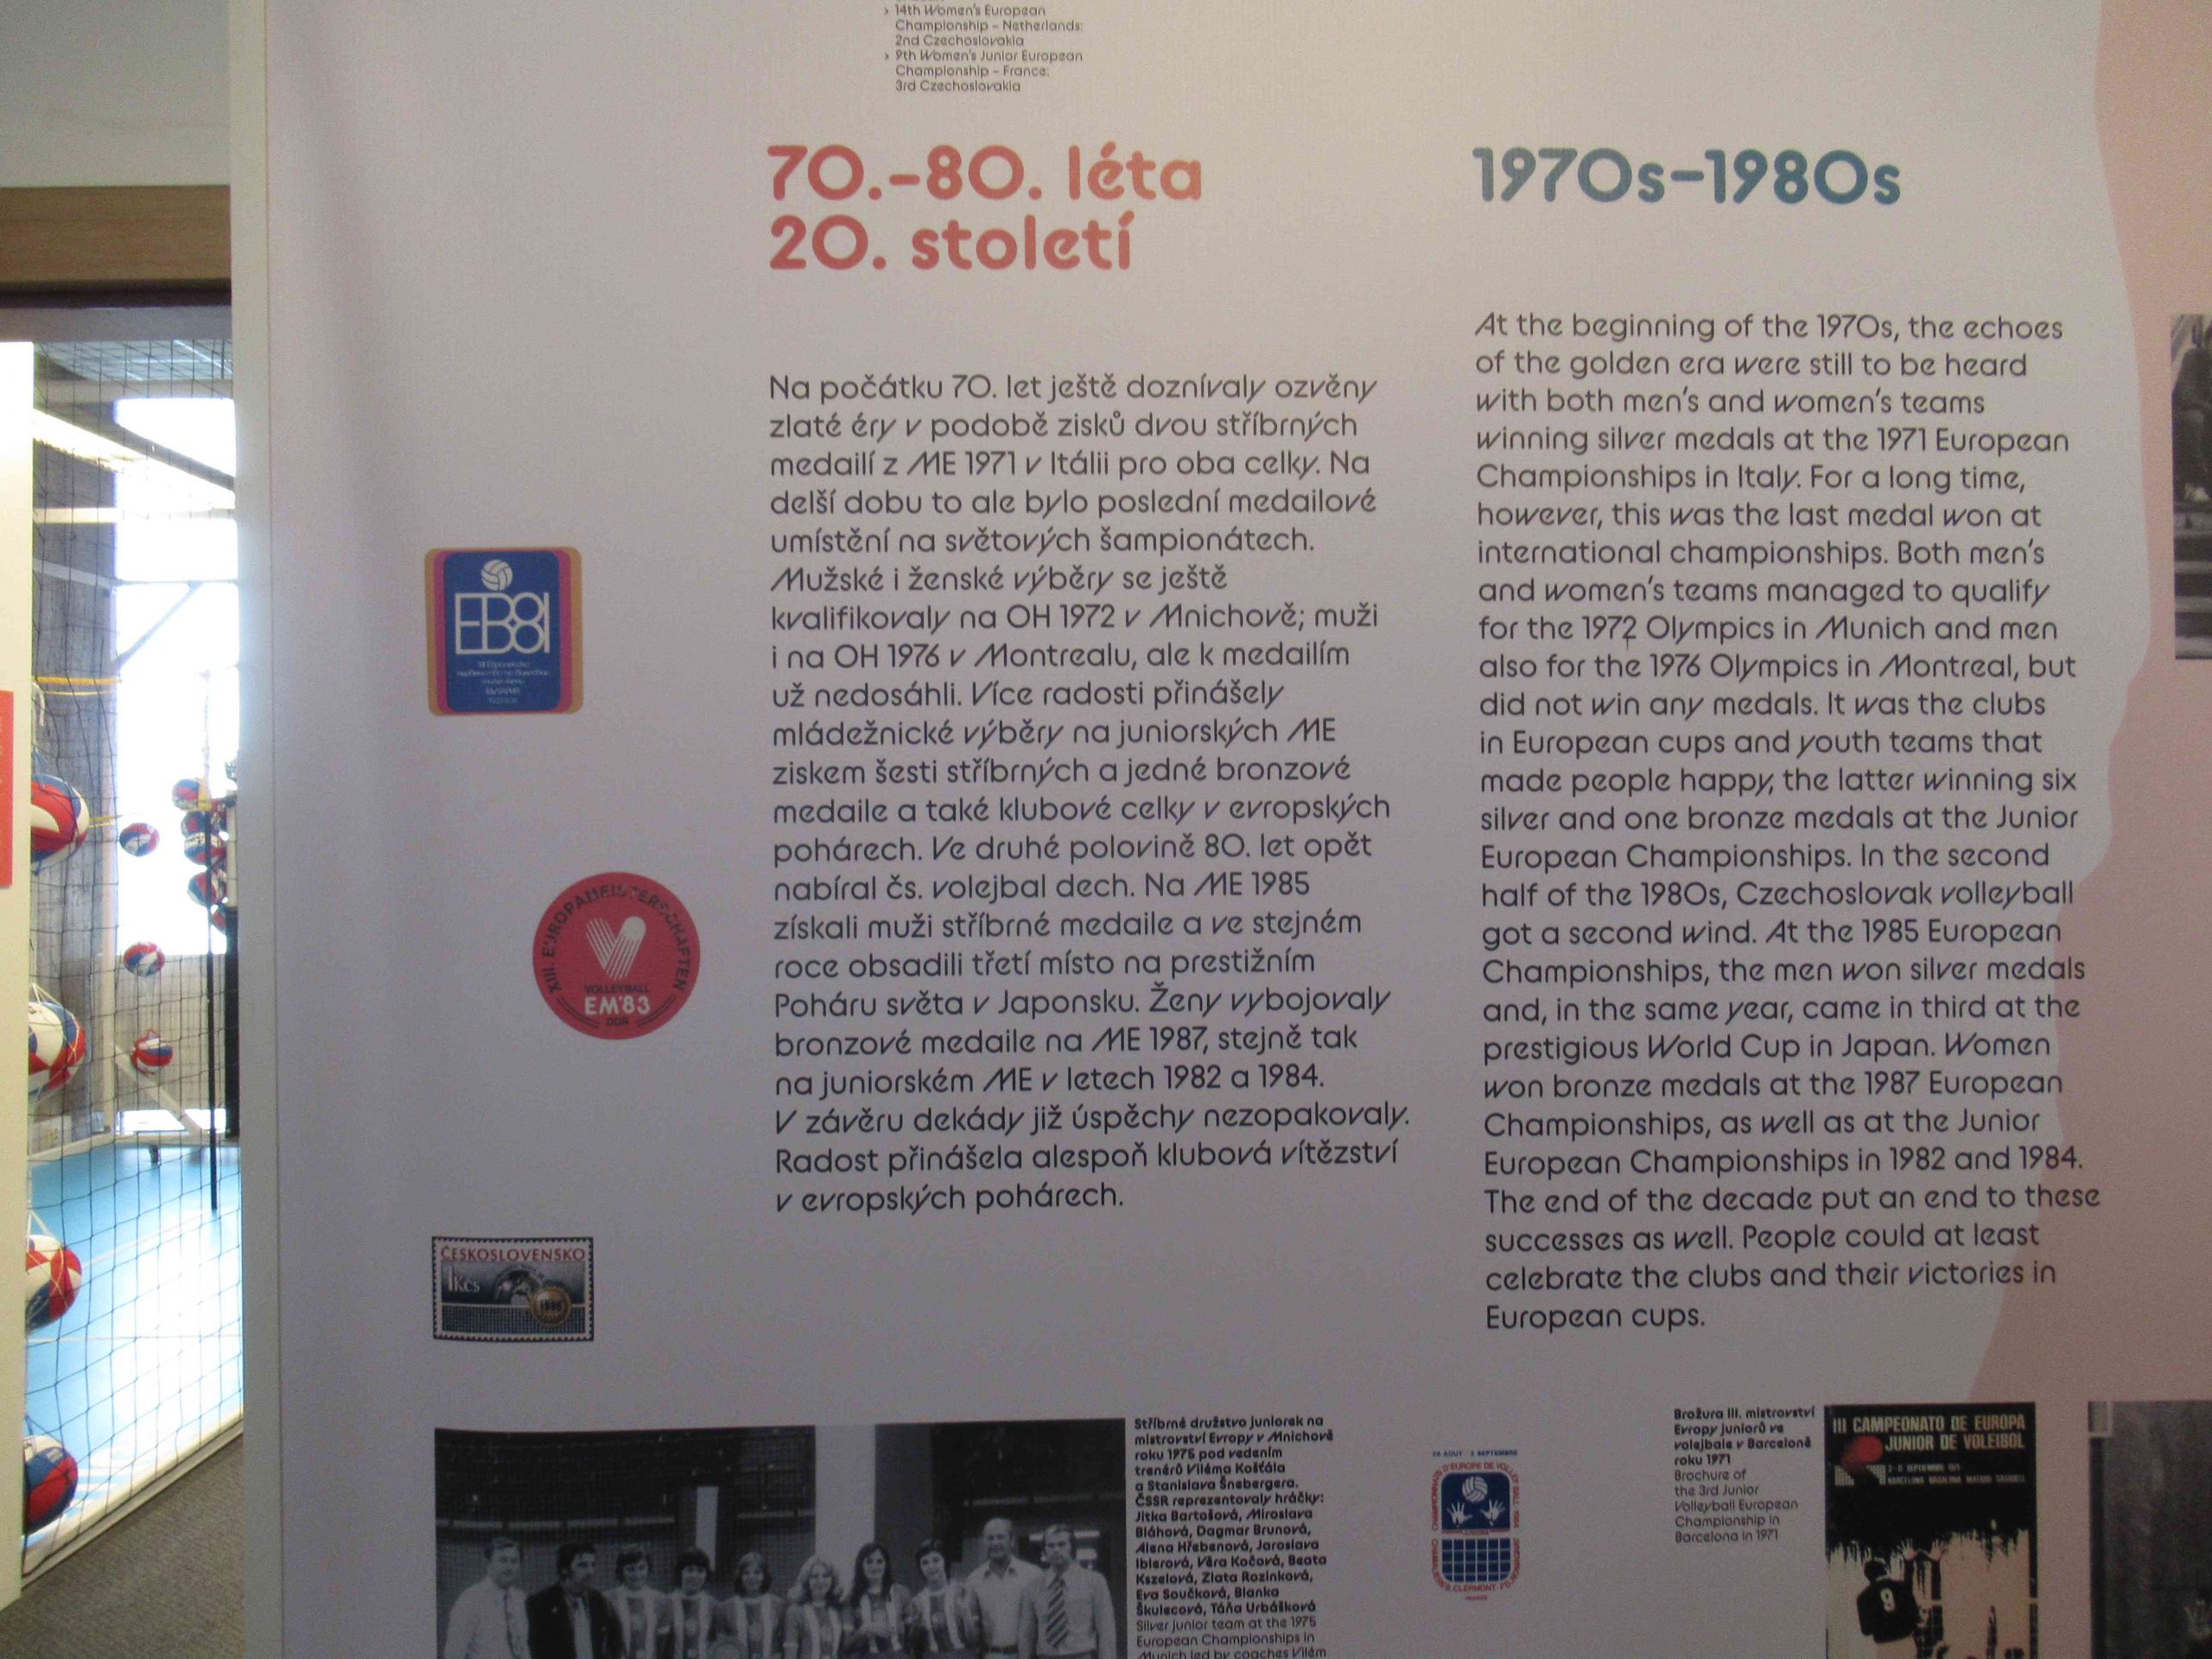 › 14th Women's European
Championship – Netherlands:
2nd Czechoslovakia
› 9th Women's Junior European
Championship – France:
3rd Czechoslovakia
70.–80. léta
20. století
Na počátku 70. let ještě doznívaly ozvěny
zlaté éry v podobě zisků dvou stříbrných
medailí z ME 1971 v Itálii pro oba celky. Na
delší dobu to ale bylo poslední medailové
umístění na světových šampionátech.
Mužské i ženské výběry se ještě
kvalifikovaly na OH 1972 v Mnichově; muži
i na OH 1976 v Montrealu, ale k medailím
už nedosáhli. Více radosti přinášely
mládežnické výběry na juniorských ME
ziskem šesti stříbrných a jedné bronzové
medaile a také klubové celky v evropských
pohárech. Ve druhé polovině 80. let opět
nabíral čs. volejbal dech. Na ME 1985
získali muži stříbrné medaile a ve stejném
roce obsadili třetí místo na prestižním
Poháru světa v Japonsku. Ženy vybojovaly
bronzové medaile na ME 1987, stejně tak
na juniorském ME v letech 1982 a 1984.
V závěru dekády již úspěchy nezopakovaly.
Radost přinášela alespoň klubová vítězství
v evropských pohárech.
1970s–1980s
At the beginning of the 1970s, the echoes
of the golden era were still to be heard
with both men's and women's teams
winning silver medals at the 1971 European
Championships in Italy. For a long time,
however, this was the last medal won at
international championships. Both men's
and women's teams managed to qualify
for the 1972 Olympics in Munich and men
also for the 1976 Olympics in Montreal, but
did not win any medals. It was the clubs
in European cups and youth teams that
made people happy, the latter winning six
silver and one bronze medals at the Junior
European Championships. In the second
half of the 1980s, Czechoslovak volleyball
got a second wind. At the 1985 European
Championships, the men won silver medals
and, in the same year, came in third at the
prestigious World Cup in Japan. Women
won bronze medals at the 1987 European
Championships, as well as at the Junior
European Championships in 1982 and 1984.
The end of the decade put an end to these
successes as well. People could at least
celebrate the clubs and their victories in
European cups.
EB81
XIII. EUROPAMEISTERSCHAFTEN
VOLLEYBALL
EM'83
DDR
ČESKOSLOVENSKO
1Kčs
1986
Stříbrné družstvo juniorek na
mistrovství Evropy v Mnichově
roku 1975 pod vedením
trenérů Viléma Košťála
a Stanislava Šnebergera.
ČSSR reprezentovaly hráčky:
Jitka Bartošová, Miroslava
Bláhová, Dagmar Brunová,
Alena Hřebenová, Jaroslava
Iblerová, Věra Kočová, Beata
Kszelová, Zlata Rozinková,
Eva Součková, Blanka
Škulecová, Táňa Urbášková
Silver junior team at the 1975
European Championships in
Munich led by coaches Vilém
CHAMPIONNATS D'EUROPE DE VOLLEY BALL
CLERMONT-FD
Brožura III. mistrovství
Evropy juniorů ve
volejbale v Barceloně
roku 1971
Brochure of
the 3rd Junior
Volleyball European
Championship in
Barcelona in 1971
III CAMPEONATO DE EUROPA
JUNIOR DE VOLEIBOL
9